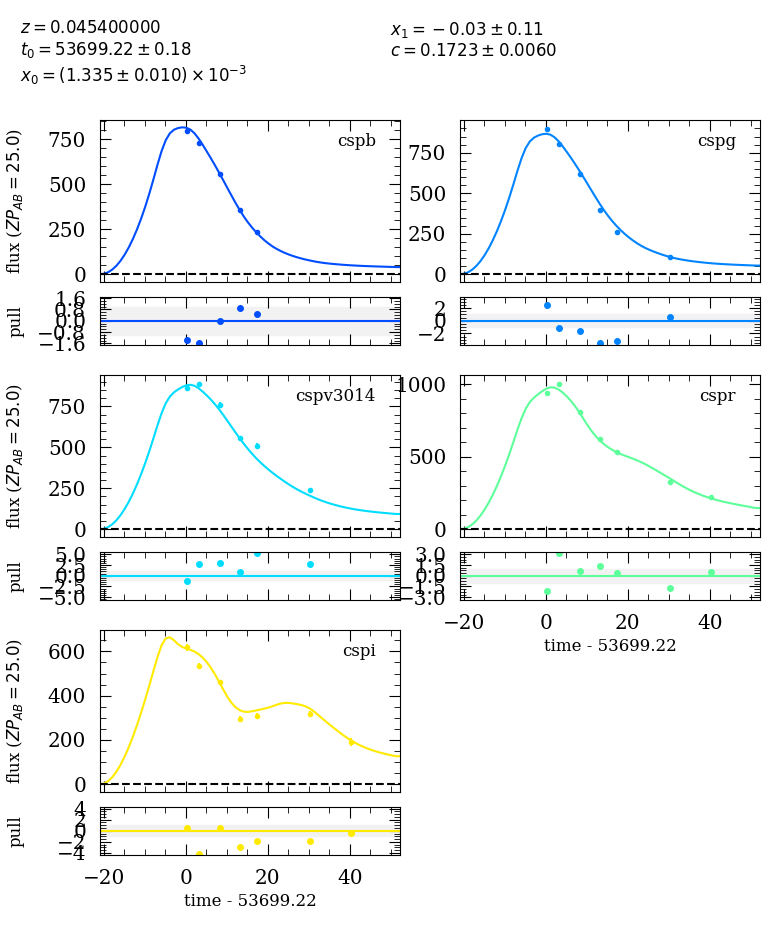 z = 0.045400000
t₀ = 53699.22 ± 0.18
x₀ = (1.335 ± 0.010) × 10⁻³
x₁ = −0.03 ± 0.11
c = 0.1723 ± 0.0060
cspb
flux (ZP_AB = 25.0)
750
500
250
0
pull
1.6
0.8
0.0
−0.8
−1.6
cspg
750
500
250
0
2
0
−2
cspv3014
flux (ZP_AB = 25.0)
750
500
250
0
pull
5.0
2.5
0.0
−2.5
−5.0
cspr
1000
500
0
3.0
1.5
0.0
−1.5
−3.0
−20 0 20 40
time - 53699.22
cspi
flux (ZP_AB = 25.0)
600
400
200
0
pull
4
2
0
−2
−4
−20 0 20 40
time - 53699.22